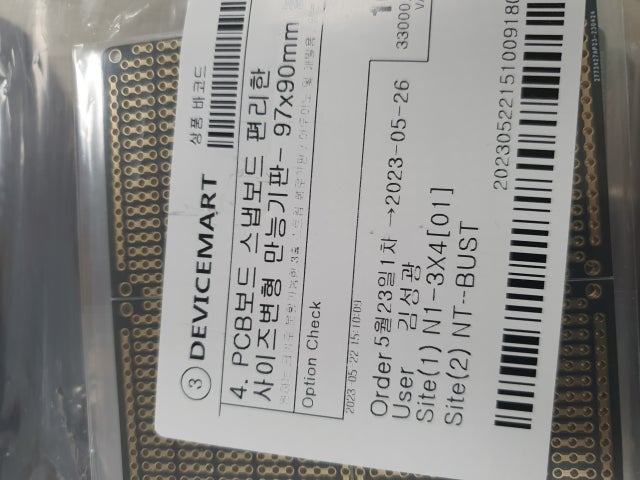 ③ DEVICEMART
상품 바코드
4. PCB보드 스냅보드 편리한
사이즈변형 만능기판- 97x90mm
Option Check
33000
2023-05-22 15:10:09
Order 5월23일1차 →2023-05-26
User 김성광
Site(1) N1-3X4[01]
Site(2) NT--BUST
20230522151009180